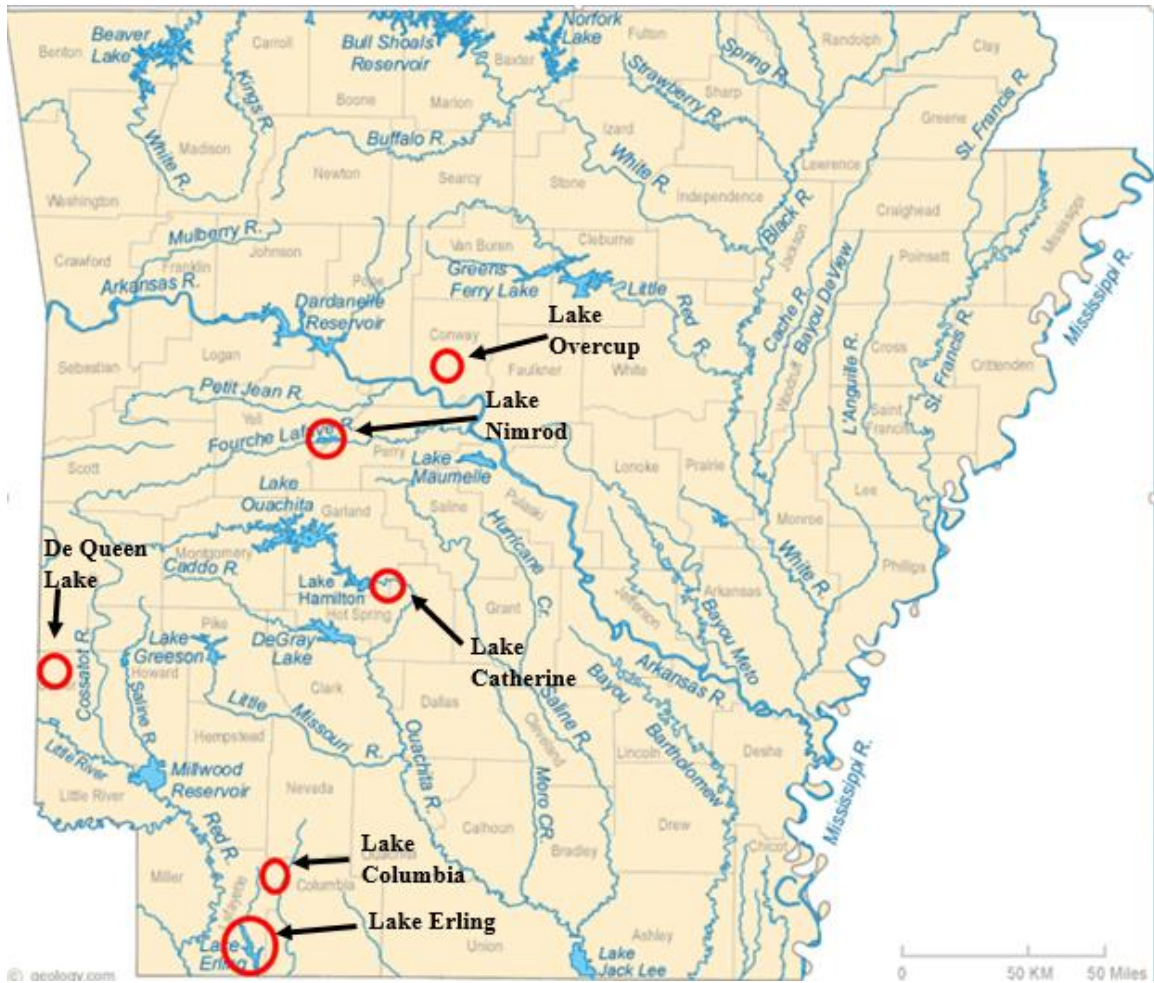 Beaver
Lake
Benton
Carroll
Bull Shoals
Reservoir
Norfork
Lake
Baxter
Fulton
Spring R.
Randolph
Clay
Boone
Marion
Strawberry R.
Sharp
Greene
St. Francis R.
Kings R.
White R.
Madison
Buffalo R.
Izard
White R.
Lawrence
Newton
Searcy
Stone
Independence
Black R.
Craighead
Mississippi
Washington
Mulberry R.
Van Buren
Cleburne
Jackson
Poinsett
Crawford
Franklin
Johnson
Pope
Greens
Ferry Lake
Little
Red
R.
Cache R.
Bayou DeView
Mississippi R.
Arkansas R.
Dardanelle
Reservoir
Conway
Lake
Overcup
Logan
Sebastian
Faulkner
White
Woodruff
Cross
L'Anguille R.
St. Francis R.
Crittenden
Petit Jean R.
Lake
Nimrod
Yell
Fourche Lafave R.
Saint
Francis
Perry
Scott
Lake
Maumelle
Lonoke
Prairie
Lee
Lake
Ouachita
Garland
Saline
Pulaski
Hurricane
Cr.
Monroe
De Queen
Lake
Montgomery
Caddo R.
Lake
Hamilton
Hot Spring
Grant
Jefferson
Arkansas
White R.
Phillips
Bayou Meto
Pike
Lake
Greeson
DeGray
Lake
Lake
Catherine
Cossatot R.
Howard
Saline R.
Clark
Dallas
Saline R.
Cleveland
Bayou
Bartholomew
Arkansas R.
Little
Missouri
R.
Hempstead
Ouachita R.
Lincoln
Desha
Little River
Millwood
Reservoir
Little River
Nevada
Moro CR.
Mississippi R.
Calhoun
Drew
Red R.
Lake
Columbia
Ouachita
Bradley
Chicot
Miller
Lafayette
Columbia
Lake Erling
Lake
Erling
Union
Ashley
Lake
Jack Lee
© geology.com
0
50 KM
50 Miles